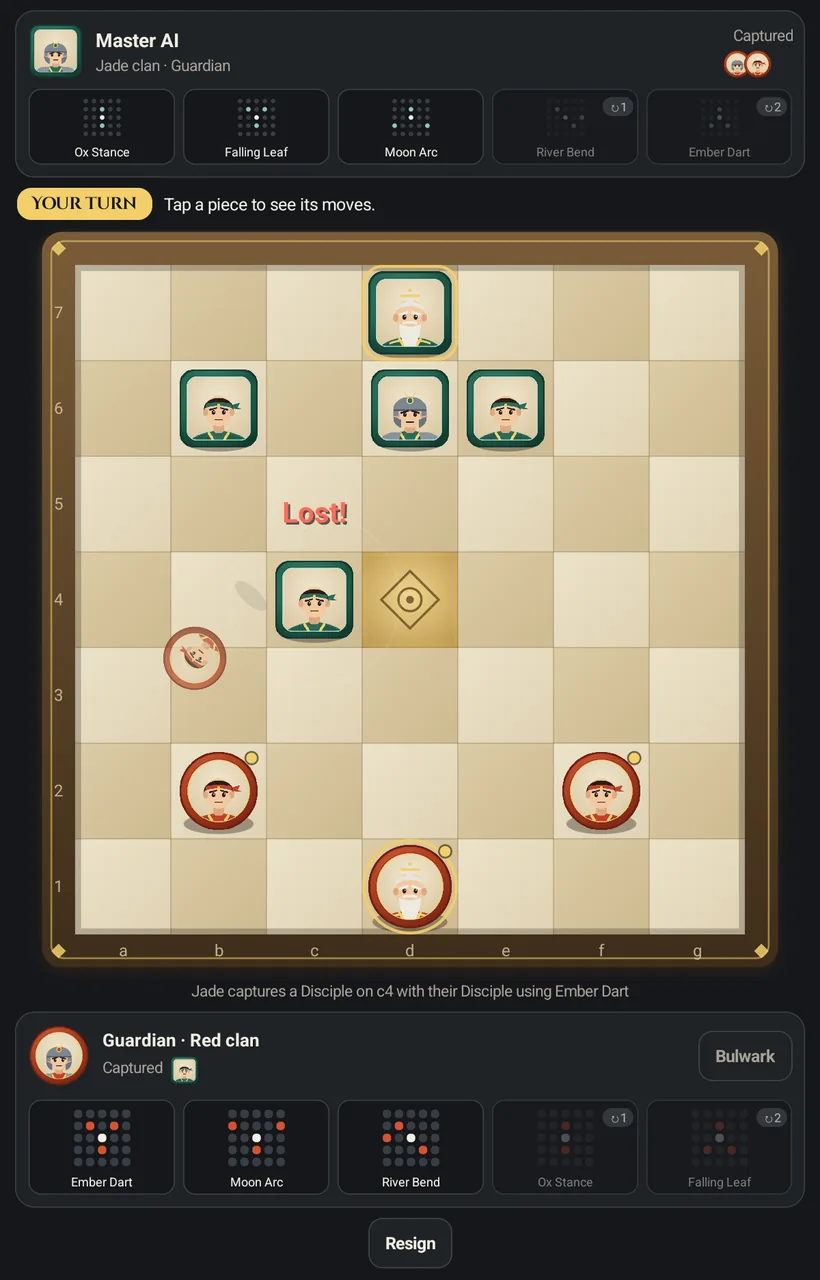 Master AI
Jade clan · Guardian
Captured
↻1
↻2
Ox Stance
Falling Leaf
Moon Arc
River Bend
Ember Dart
YOUR TURN
Tap a piece to see its moves.
7
6
5
Lost!
4
3
2
1
a b c d e f g
Jade captures a Disciple on c4 with their Disciple using Ember Dart
Guardian · Red clan
Captured
Bulwark
↻1
↻2
Ember Dart
Moon Arc
River Bend
Ox Stance
Falling Leaf
Resign